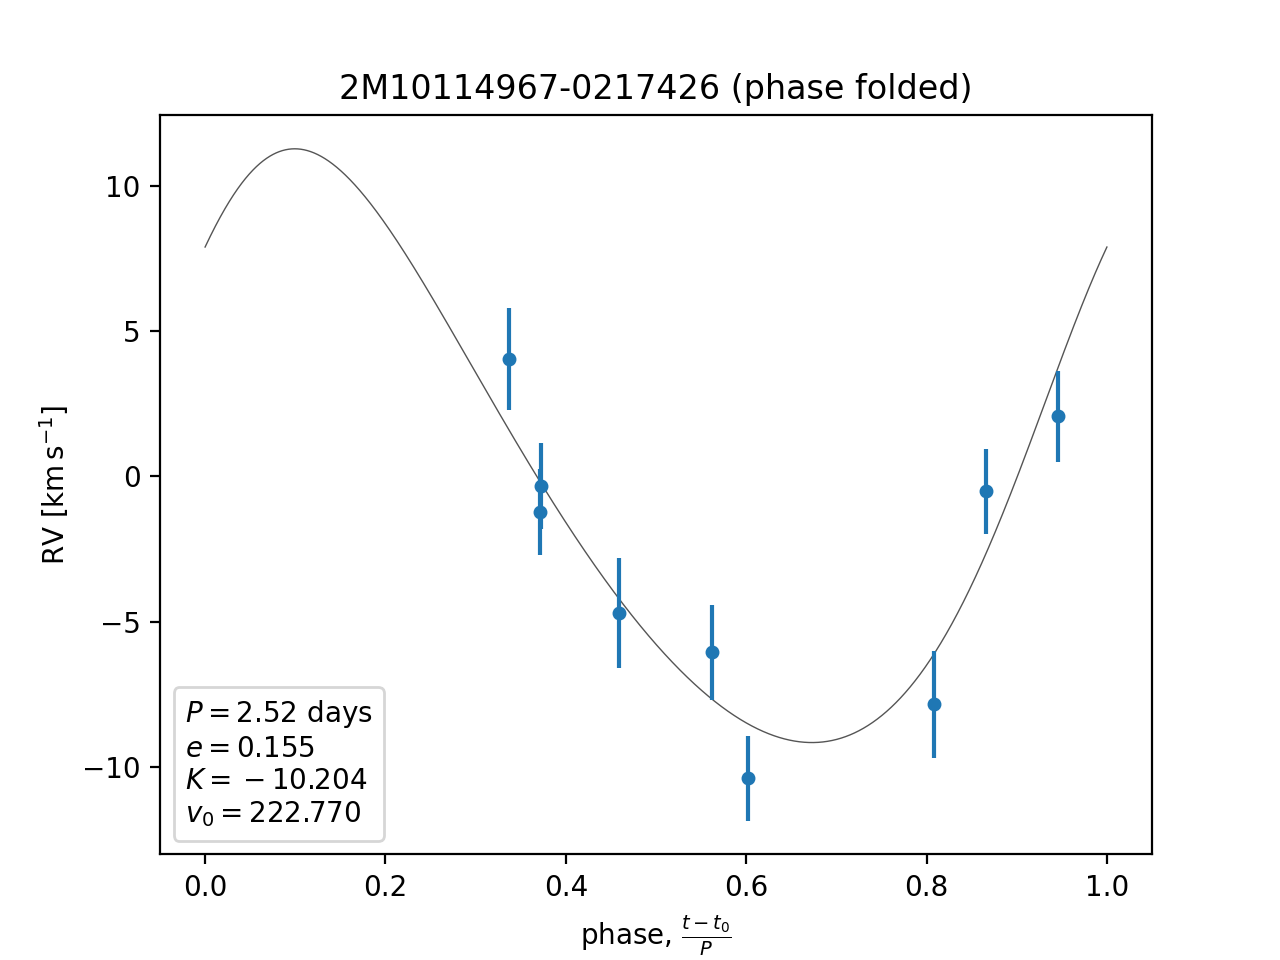 2M10114967-0217426 (phase folded)
10
5
0
−5
−10
RV [km s⁻¹]
P = 2.52 days
e = 0.155
K = −10.204
v₀ = 222.770
0.0 0.2 0.4 0.6 0.8 1.0
phase, (t − t₀)/P